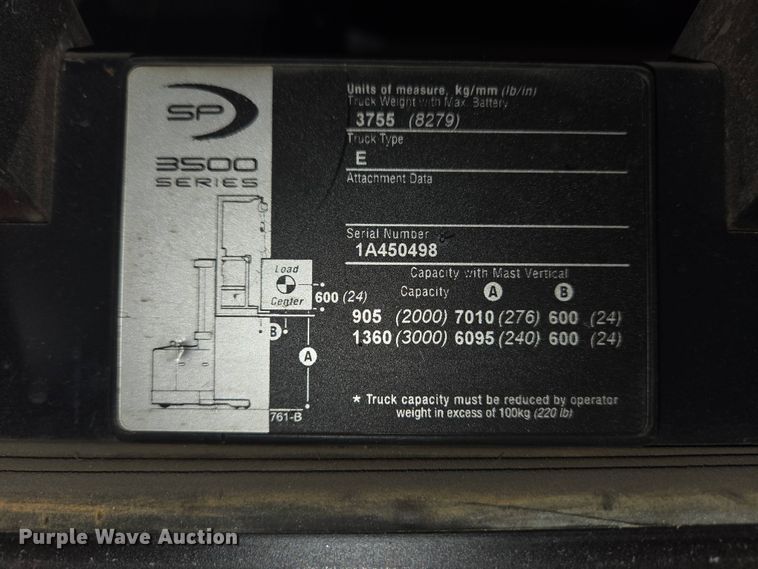 SP
3500
SERIES
Units of measure, kg/mm (lb/in)
Truck Weight with Max. Battery
3755 (8279)
Truck Type
E
Attachment Data
Serial Number
1A450498
Capacity with Mast Vertical
Capacity A B
905 (2000) 7010 (276) 600 (24)
1360 (3000) 6095 (240) 600 (24)
* Truck capacity must be reduced by operator
weight in excess of 100kg (220 lb)
Load
Center
600 (24)
B
A
761-B
Purple Wave Auction®